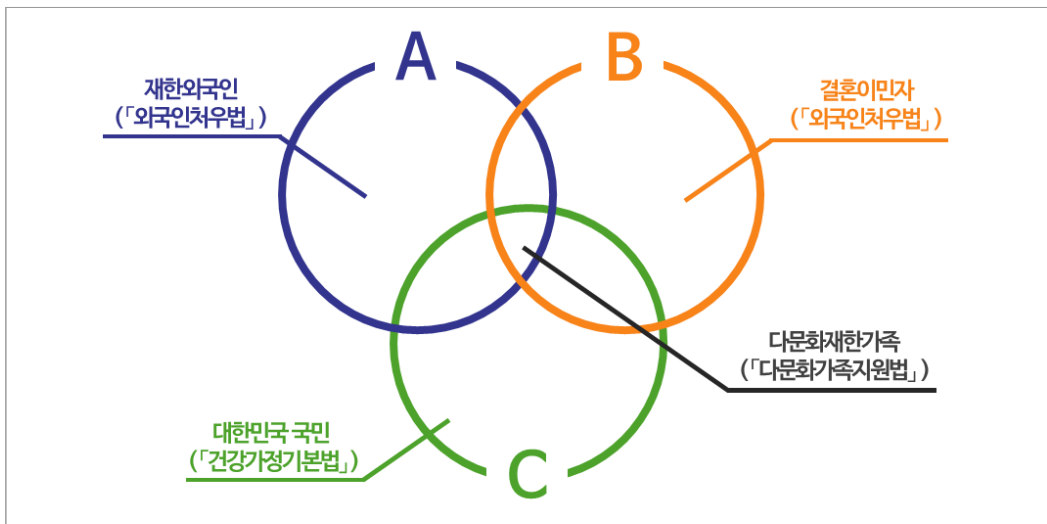 A
B
재한외국인
(「외국인처우법」)
결혼이민자
(「외국인처우법」)
다문화재한가족
(「다문화가족지원법」)
대한민국 국민
(「건강가정기본법」)
C